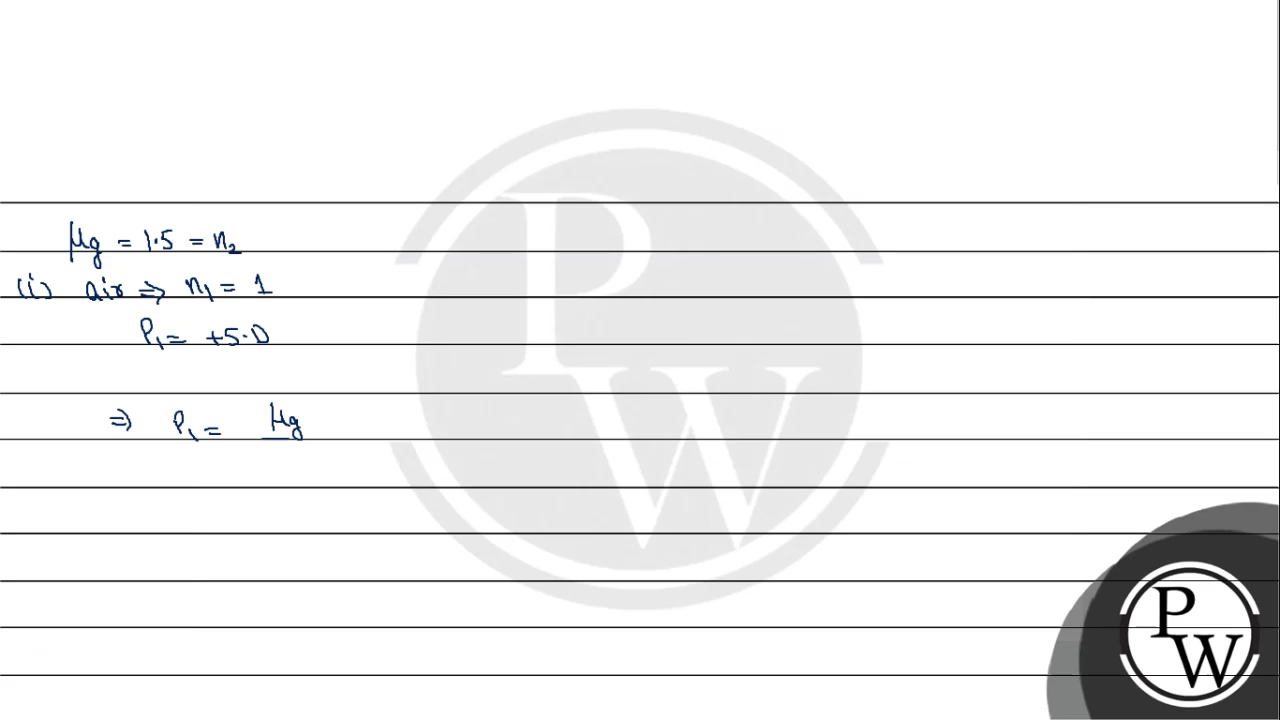 μg = 1.5 = n₂
(i) air ⇒ n₁ = 1
P₁ = +5.D
⇒ P₁ = μg
P
W
P
W